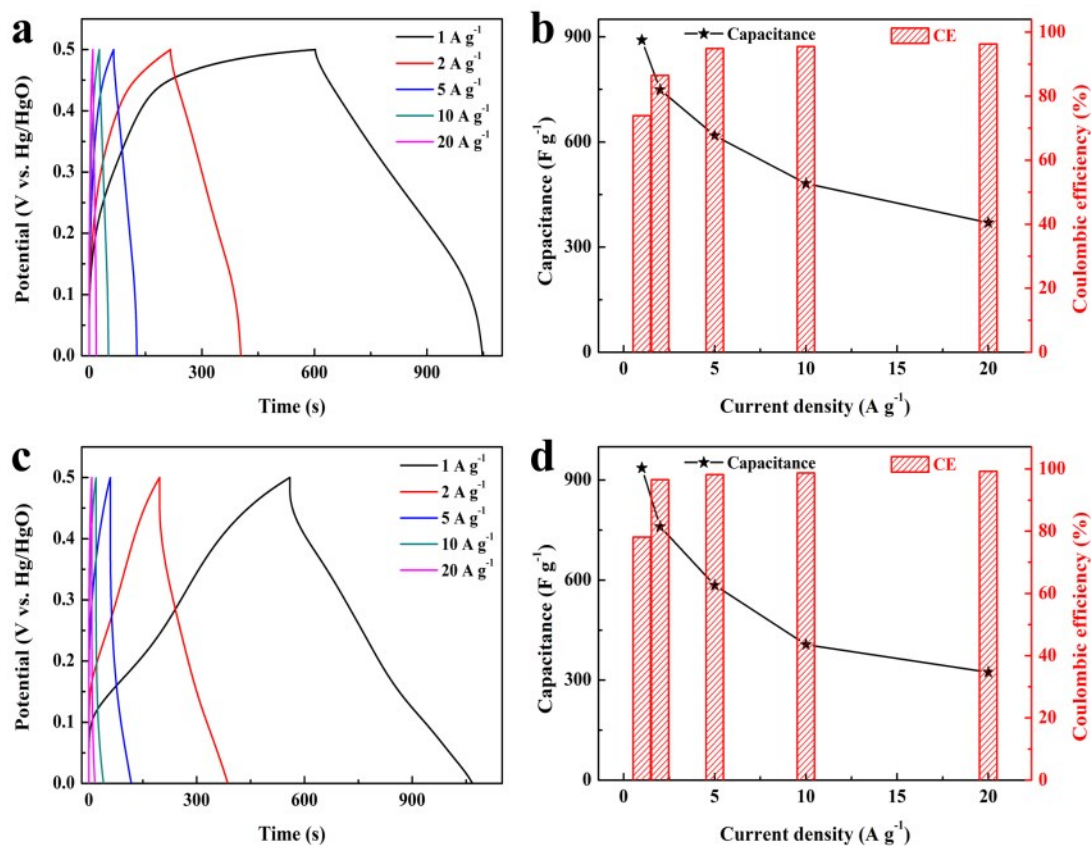 a
1 A g⁻¹
2 A g⁻¹
5 A g⁻¹
10 A g⁻¹
20 A g⁻¹
0.5
0.4
0.3
0.2
0.1
0.0
Potential (V vs. Hg/HgO)
0 300 600 900
Time (s)
b
Capacitance
CE
900
600
300
0
Capacitance (F g⁻¹)
100
80
60
40
20
0
Coulombic efficiency (%)
0 5 10 15 20
Current density (A g⁻¹)
c
1 A g⁻¹
2 A g⁻¹
5 A g⁻¹
10 A g⁻¹
20 A g⁻¹
0.5
0.4
0.3
0.2
0.1
0.0
Potential (V vs. Hg/HgO)
0 300 600 900
Time (s)
d
Capacitance
CE
900
600
300
0
Capacitance (F g⁻¹)
100
80
60
40
20
0
Coulombic efficiency (%)
0 5 10 15 20
Current density (A g⁻¹)